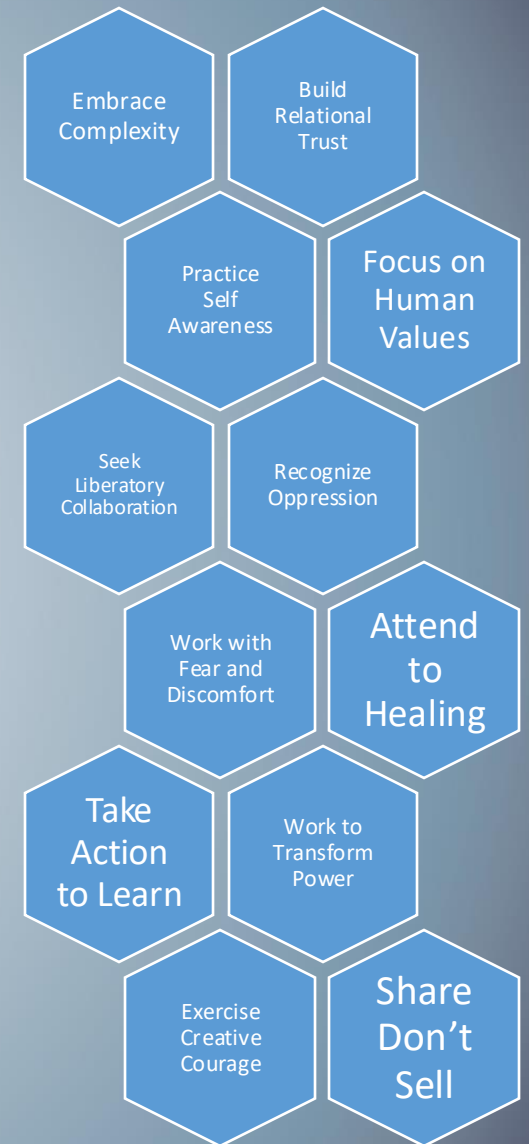 Embrace
Complexity
Build
Relational
Trust
Practice
Self
Awareness
Focus on
Human
Values
Seek
Liberatory
Collaboration
Recognize
Oppression
Work with
Fear and
Discomfort
Attend
to
Healing
Take
Action
to Learn
Work to
Transform
Power
Exercise
Creative
Courage
Share
Don’t
Sell